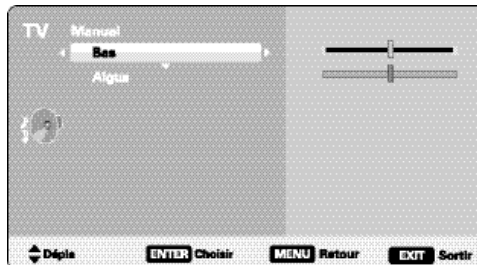 TV Manuel
Bas
Aigus
Dépla
ENTER Choisir MENU Retour EXIT Sortir